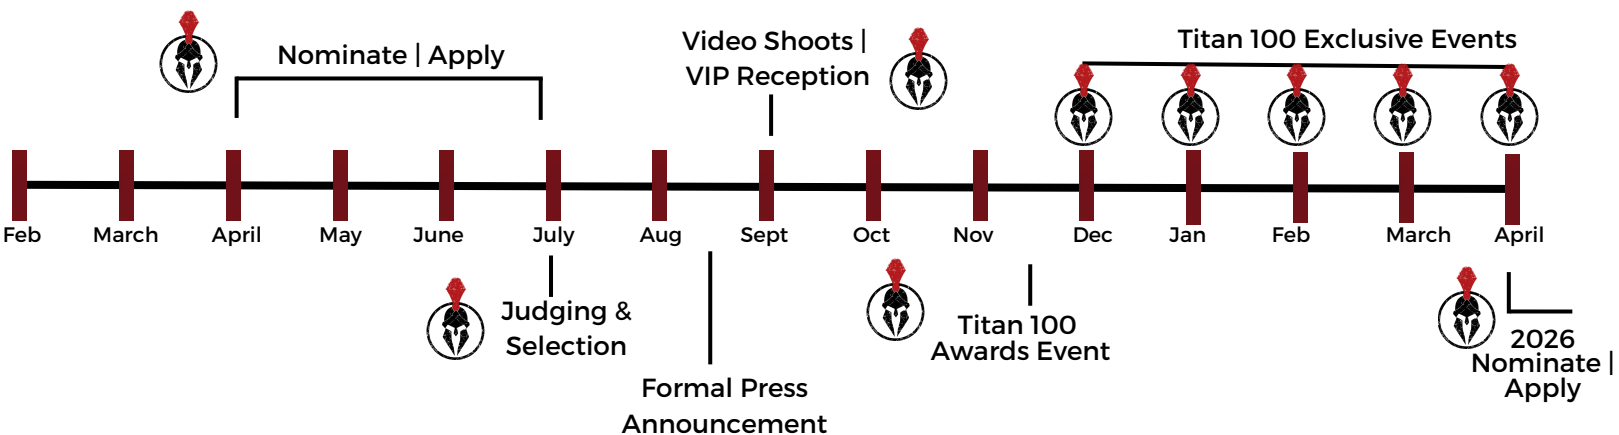 Nominate | Apply
Video Shoots |
VIP Reception
Titan 100 Exclusive Events
Feb March April May June July Aug Sept Oct Nov Dec Jan Feb March April
Judging &
Selection
Formal Press
Announcement
Titan 100
Awards Event
2026
Nominate |
Apply